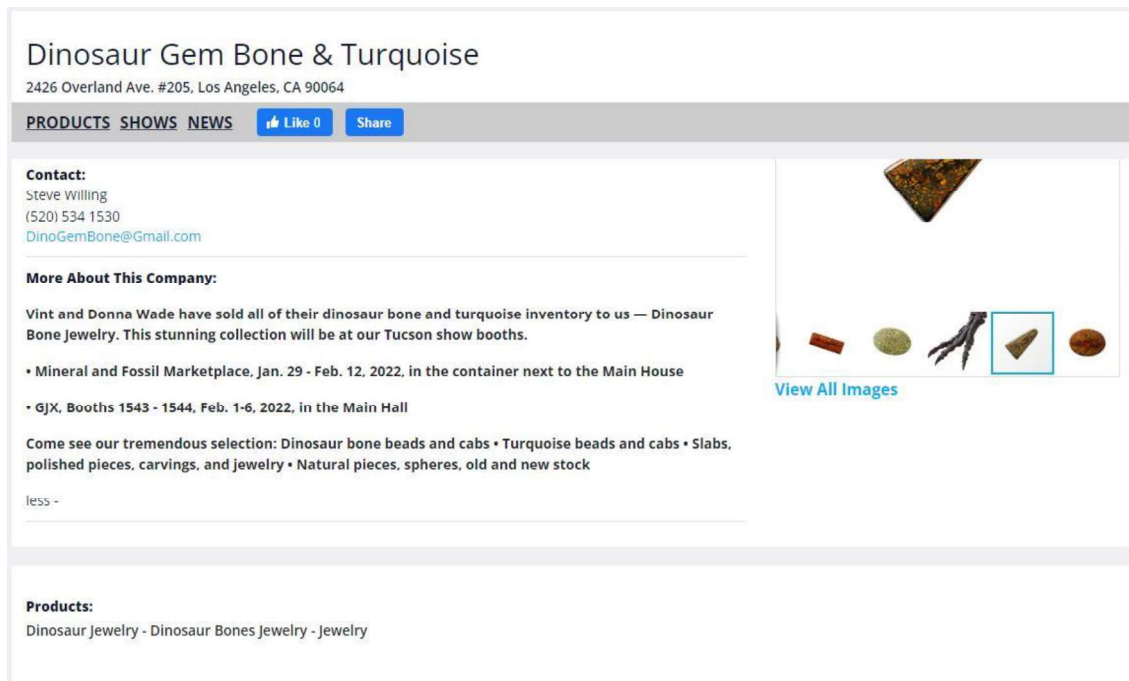 Dinosaur Gem Bone & Turquoise
2426 Overland Ave. #205, Los Angeles, CA 90064
PRODUCTS SHOWS NEWS Like 0 Share
Contact:
Steve Willing
(520) 534 1530
DinoGemBone@Gmail.com
More About This Company:
Vint and Donna Wade have sold all of their dinosaur bone and turquoise inventory to us — Dinosaur
Bone Jewelry. This stunning collection will be at our Tucson show booths.
• Mineral and Fossil Marketplace, Jan. 29 - Feb. 12, 2022, in the container next to the Main House
• GJX, Booths 1543 - 1544, Feb. 1-6, 2022, in the Main Hall
Come see our tremendous selection: Dinosaur bone beads and cabs • Turquoise beads and cabs • Slabs,
polished pieces, carvings, and jewelry • Natural pieces, spheres, old and new stock
less -
View All Images
Products:
Dinosaur Jewelry - Dinosaur Bones Jewelry - Jewelry